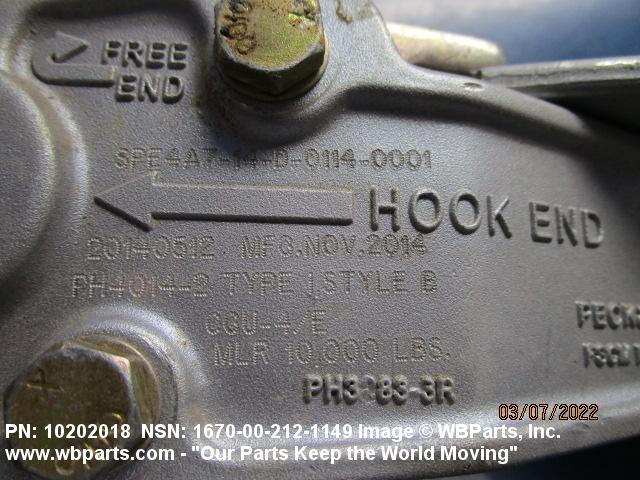 FREE
END
SPE4A7-14-D-0114-0001
HOOK END
20140512 MFG.NOV.2014
PH4014-2 TYPE 1 STYLE B
CGU-4/E
MLR 10,000 LBS.
03/07/2022
PN: 10202018 NSN: 1670-00-212-1149 Image © WBParts, Inc.
www.wbparts.com - "Our Parts Keep the World Moving"